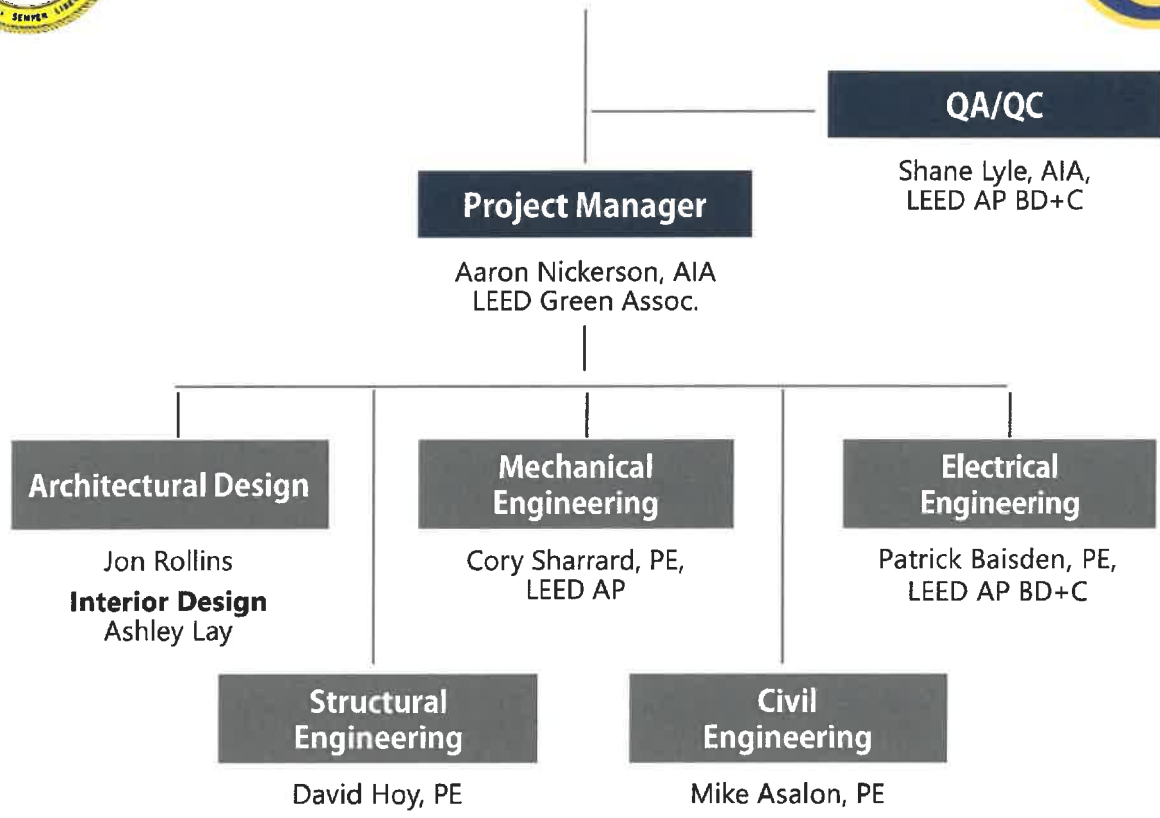 SEMPER LIBE
QA/QC
Shane Lyle, AIA,
LEED AP BD+C
Project Manager
Aaron Nickerson, AIA
LEED Green Assoc.
Architectural Design
Jon Rollins
Interior Design
Ashley Lay
Mechanical
Engineering
Cory Sharrard, PE,
LEED AP
Electrical
Engineering
Patrick Baisden, PE,
LEED AP BD+C
Structural
Engineering
David Hoy, PE
Civil
Engineering
Mike Asalon, PE